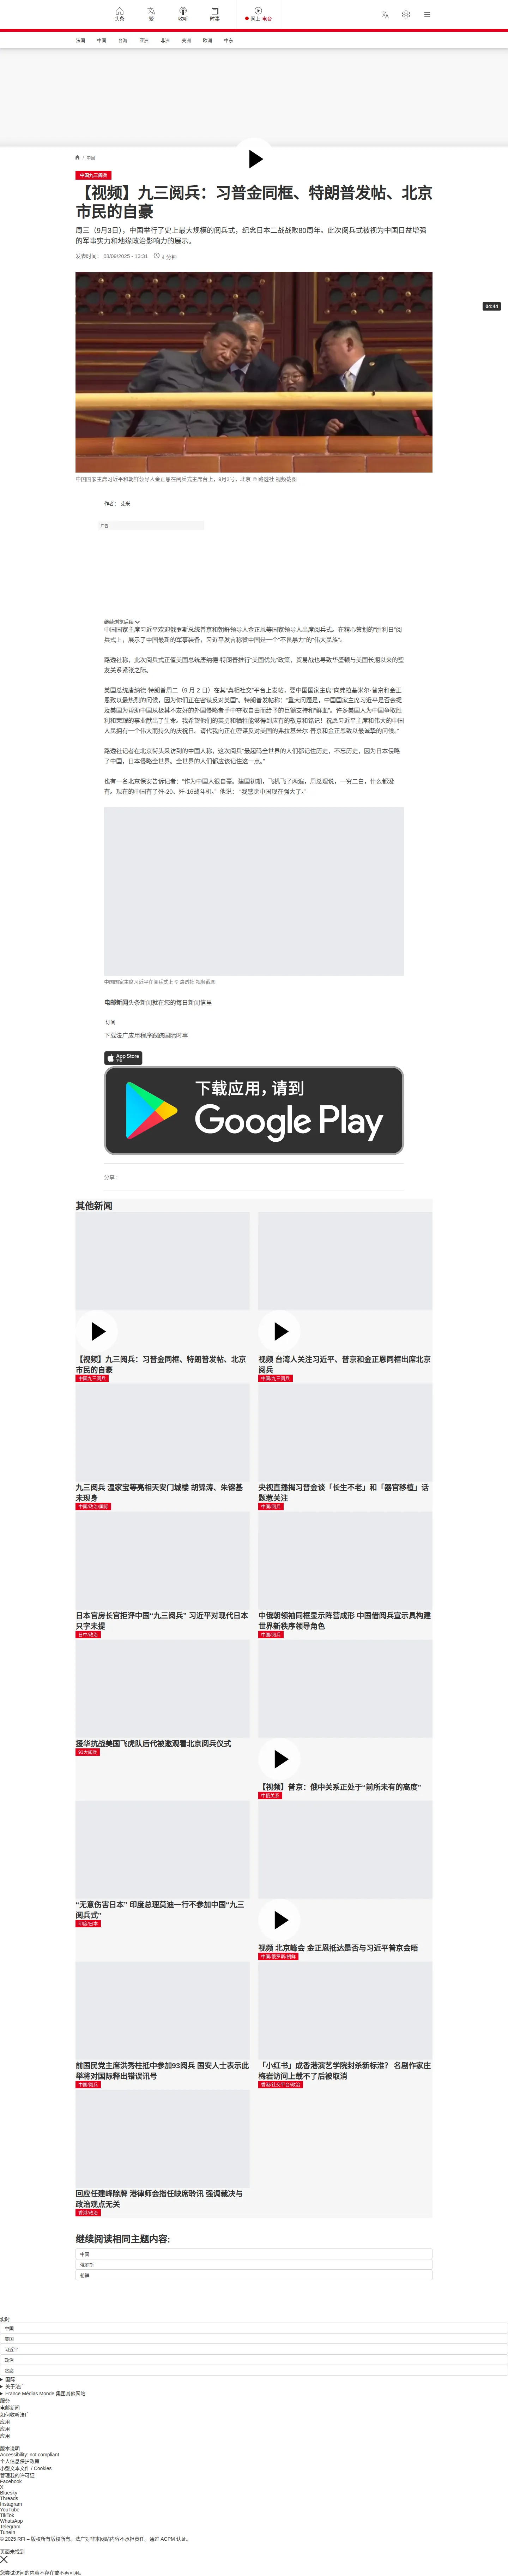 头条
繁
收听
时事
网上 电台
法国
中国
台海
亚洲
非洲
美洲
欧洲
中东
/ 中国
中国九三阅兵
【视频】九三阅兵：习普金同框、特朗普发帖、北京
市民的自豪
周三（9月3日），中国举行了史上最大规模的阅兵式，纪念日本二战战败80周年。此次阅兵式被视为中国日益增强
的军事实力和地缘政治影响力的展示。
发表时间： 03/09/2025 - 13:31
4 分钟
04:44
中国国家主席习近平和朝鲜领导人金正恩在阅兵式主席台上，9月3号，北京 © 路透社 视频截图
作者： 艾米
广告
继续浏览后续
中国国家主席习近平欢迎俄罗斯总统普京和朝鲜领导人金正恩等国家领导人出席阅兵式。在精心策划的“胜利日”阅
兵式上，展示了中国最新的军事装备，习近平发言称赞中国是一个“不畏暴力”的“伟大民族”。
路透社称，此次阅兵式正值美国总统唐纳德·特朗普推行“美国优先”政策，贸易战也导致华盛顿与美国长期以来的盟
友关系紧张之际。
美国总统唐纳德·特朗普周二（9 月 2 日）在其“真相社交”平台上发帖，要中国国家主席“向弗拉基米尔·普京和金正
恩致以最热烈的问候，因为你们正在密谋反对美国”。特朗普发帖称：“重大问题是，中国国家主席习近平是否会提
及美国为帮助中国从极其不友好的外国侵略者手中夺取自由而给予的巨额支持和‘鲜血’。许多美国人为中国争取胜
利和荣耀的事业献出了生命。我希望他们的英勇和牺牲能够得到应有的敬意和铭记！祝愿习近平主席和伟大的中国
人民拥有一个伟大而持久的庆祝日。请代我向正在密谋反对美国的弗拉基米尔·普京和金正恩致以最诚挚的问候。”
路透社记者在北京街头采访到的中国人称，这次阅兵“最起码全世界的人们都记住历史，不忘历史，因为日本侵略
了中国，日本侵略全世界。全世界的人们都应该记住这一点。”
也有一名北京保安告诉记者：“作为中国人很自豪。建国初期，飞机飞了两遍，周总理说，一穷二白，什么都没
有。现在的中国有了歼-20、歼-16战斗机。” 他说： “我感觉中国现在强大了。”
中国国家主席习近平在阅兵式上 © 路透社 视频截图
电邮新闻头条新闻就在您的每日新闻信里
订阅
下载法广应用程序跟踪国际时事
App Store
下载
下载应用，请到
Google Play
分享 :
其他新闻
【视频】九三阅兵：习普金同框、特朗普发帖、北京
市民的自豪
中国九三阅兵
视频 台湾人关注习近平、普京和金正恩同框出席北京
阅兵
中国/九三阅兵
九三阅兵 温家宝等亮相天安门城楼 胡锦涛、朱镕基
未现身
中国/政治/国际
央视直播揭习普金谈「长生不老」和「器官移植」话
题惹关注
中国/阅兵
日本官房长官拒评中国“九三阅兵” 习近平对现代日本
只字未提
日中/政治
中俄朝领袖同框显示阵营成形 中国借阅兵宣示具构建
世界新秩序领导角色
中国/阅兵
援华抗战美国飞虎队后代被邀观看北京阅兵仪式
93大阅兵
【视频】普京：俄中关系正处于“前所未有的高度”
中俄关系
“无意伤害日本” 印度总理莫迪一行不参加中国“九三
阅兵式”
印度/日本
视频 北京峰会 金正恩抵达是否与习近平普京会晤
中国/俄罗斯/朝鲜
前国民党主席洪秀柱抵中参加93阅兵 国安人士表示此
举将对国际释出错误讯号
中国/阅兵
「小红书」成香港演艺学院封杀新标准？ 名剧作家庄
梅岩访问上载不了后被取消
香港/社交平台/政治
回应任建峰除牌 港律师会指任缺席聆讯 强调裁决与
政治观点无关
香港/政治
继续阅读相同主题内容:
中国
俄罗斯
朝鲜
实时
中国
美国
习近平
政治
贪腐
国际
关于法广
France Médias Monde 集团其他网站
服务
电邮新闻
如何收听法广
应用
应用
应用
版本说明
Accessibility: not compliant
个人信息保护政策
小型文本文件 / Cookies
管理我的许可证
Facebook
X
Bluesky
Threads
Instagram
YouTube
TikTok
WhatsApp
Telegram
TuneIn
© 2025 RFI – 版权所有版权所有。法广对非本网站内容不承担责任。通过 ACPM 认证。
页面未找到
您尝试访问的内容不存在或不再可用。